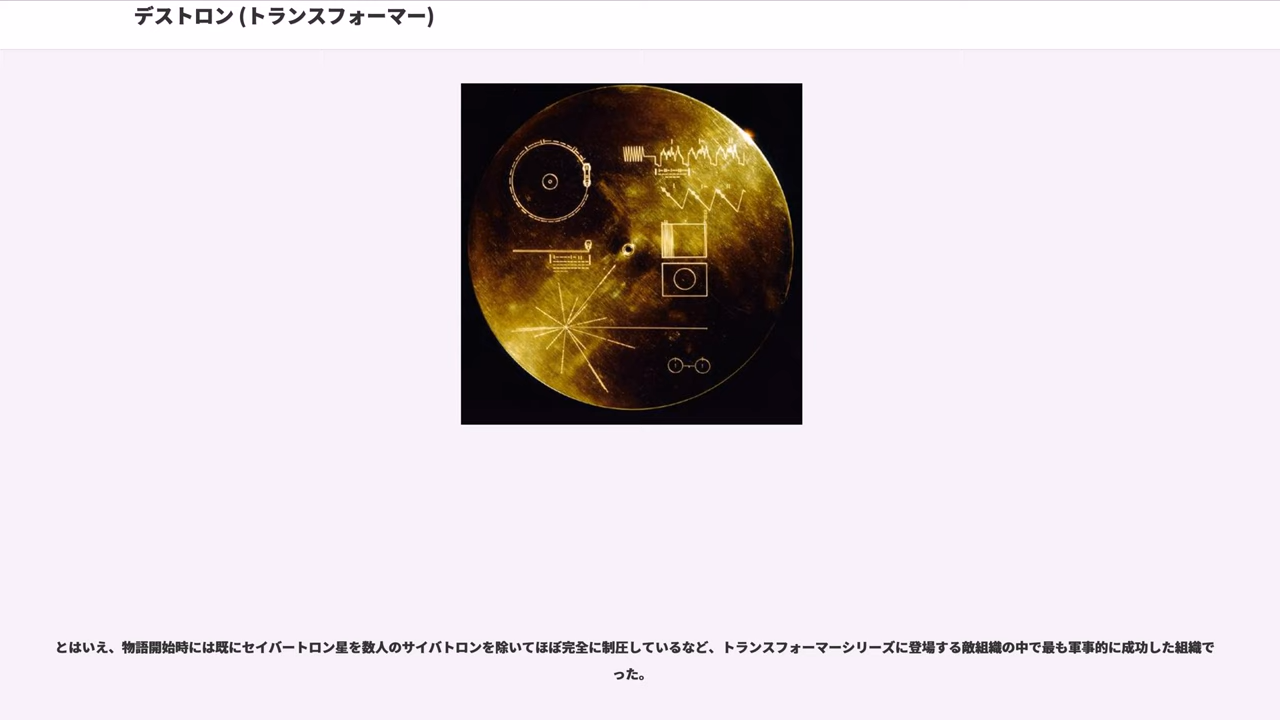 デストロン (トランスフォーマー)
とはいえ、物語開始時には既にセイバートロン星を数人のサイバトロンを除いてほぼ完全に制圧しているなど、トランスフォーマーシリーズに登場する敵組織の中で最も軍事的に成功した組織で
った。